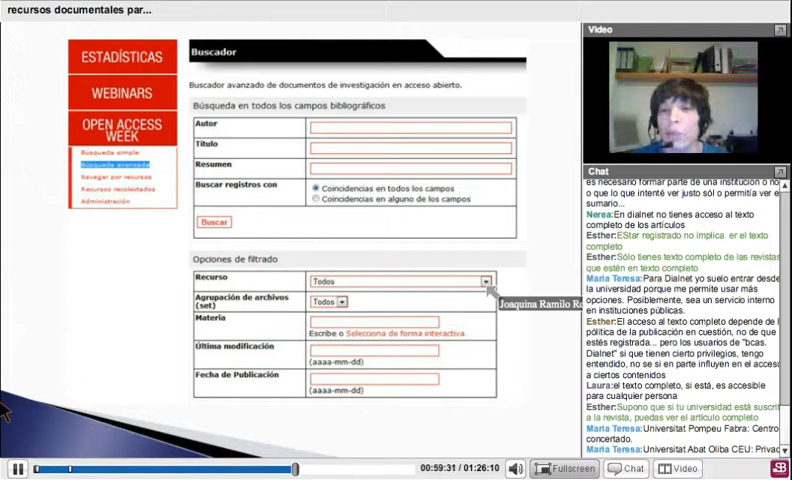 recursos documentales par...
ESTADÍSTICAS
WEBINARS
OPEN ACCESS
WEEK
Búsqueda simple
Búsqueda avanzada
Navegar por recursos
Recursos recolestados
Administración
Buscador
Buscador avanzado de documentos de investigación en acceso abierto.
Búsqueda en todos los campos bibliográficos
Autor
Título
Resumen
Buscar registros con
Coincidencias en todos los campos
Coincidencias en alguno de los campos
Buscar
Opciones de filtrado
Recurso
Todos
Agrupación de archivos
(set)
Todos
Materia
Escribe o Selecciona de forma interactiva
Última modificación
(aaaa-mm-dd)
Fecha de Publicación
(aaaa-mm-dd)
Joaquina Ramilo Ro
Video
Chat
es necesario formar parte de una institución o no
o que lo que intenté ver justo sól o permitía ver e
sumario...
Nerea:En dialnet no tienes acceso al texto
completo de los artículos
Esther:EStar registrado no implica er el texto
completo
Esther:Sólo tienes texto completo de las revistas
que estén en texto completo
Maria Teresa:Para Dialnet yo suelo entrar desde
la universidad porque me permite usar más
opciones. Posiblemente, sea un servicio interno
en instituciones públicas.
Esther:El acceso al texto completo depende de l
política de la publicación en cuestión, no de que
estés registrada... pero los usuarios de "bcas.
Dialnet" si que tienen cierto privilegios, tengo
entendido, no se si en parte influyen en el acceso
a ciertos contenidos
Laura:el texto completo, si está, es accesible
para cualquier persona
Esther:Supono que si tu universidad está suscrit
a la revista, puedas ver el artículo completo
Maria Teresa:Universitat Pompeu Fabra: Centro
concertado.
Maria Teresa:Universitat Abat Oliba CEU: Privad
00:59:31 / 01:26:10
Fullscreen
Chat
Video
SB